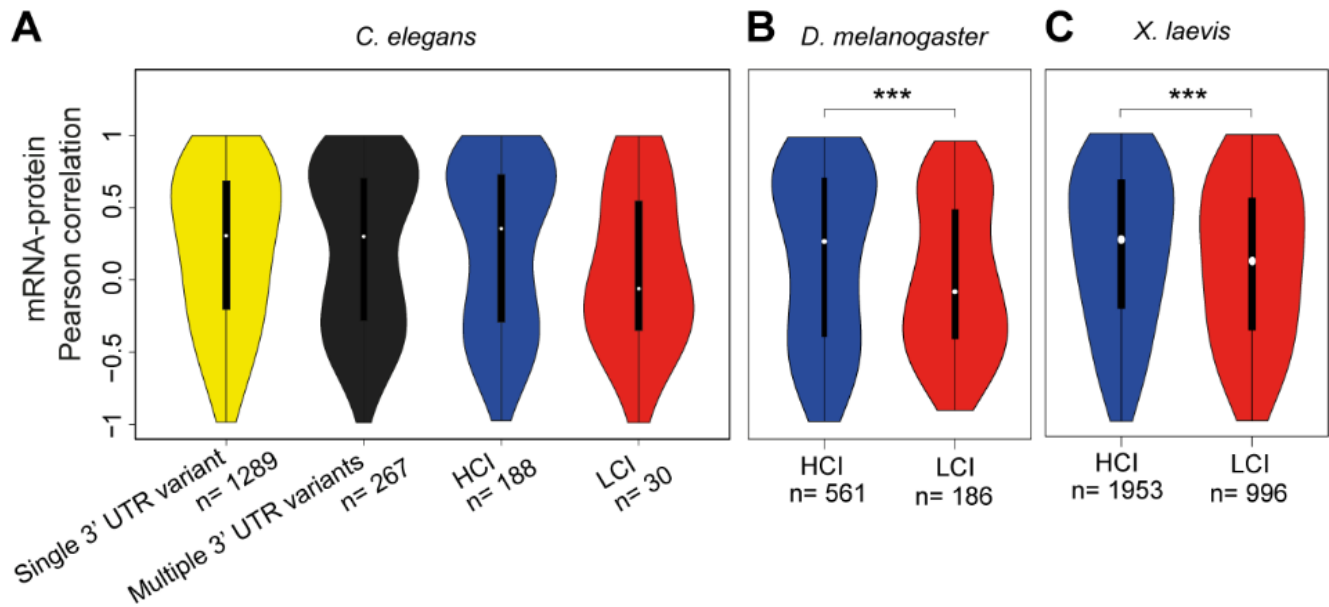 A
C. elegans
B
D. melanogaster
C
X. laevis
mRNA-protein
Pearson correlation
1
0.5
0.0
−0.5
−1
***
***
Single 3' UTR variant
n= 1289
Multiple 3' UTR variants
n= 267
HCI
n= 188
LCI
n= 30
HCI
n= 561
LCI
n= 186
HCI
n= 1953
LCI
n= 996